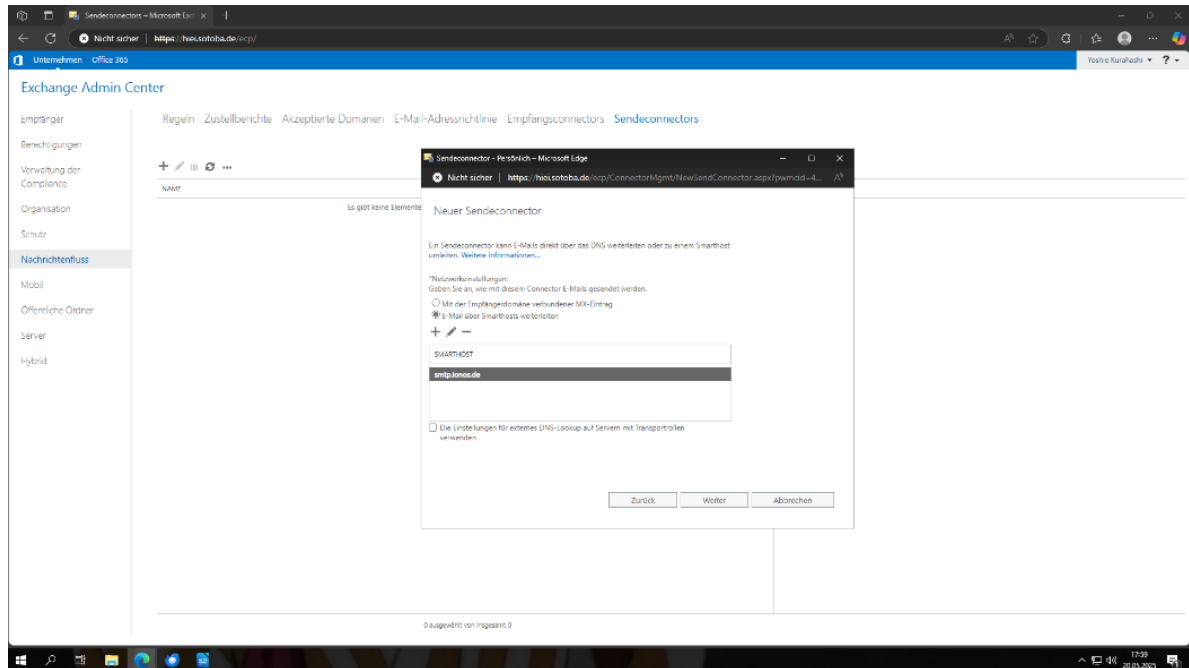 Sendeconnectors – Microsoft Exc
Nicht sicher | https://hiei.sotoba.de/ecp/
Unternehmen Office 365
Yoshie Kurahashi ?
Exchange Admin Center
Empfänger
Berechtigungen
Verwaltung der
Compliance
Organisation
Schutz
Nachrichtenfluss
Mobil
Öffentliche Ordner
Server
Hybrid
Regeln Zustellberichte Akzeptierte Domänen E-Mail-Adressrichtlinie Empfangsconnectors Sendeconnectors
NAME
Es gibt keine Elemente
Sendeconnector - Persönlich – Microsoft Edge
Nicht sicher | https://hiei.sotoba.de/ecp/ConnectorMgmt/NewSendConnector.aspx?pwmcid=4...
Neuer Sendeconnector
Ein Sendeconnector kann E-Mails direkt über das DNS weiterleiten oder zu einem Smarthost
umleiten. Weitere Informationen...
*Netzwerkeinstellungen:
Geben Sie an, wie mit diesem Connector E-Mails gesendet werden.
Mit der Empfängerdomäne verbundener MX-Eintrag
E-Mail über Smarthosts weiterleiten
SMARTHOST
smtp.ionos.de
Die Einstellungen für externes DNS-Lookup auf Servern mit Transportrollen
verwenden
Zurück Weiter Abbrechen
0 ausgewählt von insgesamt 0
17:39
20.05.2025